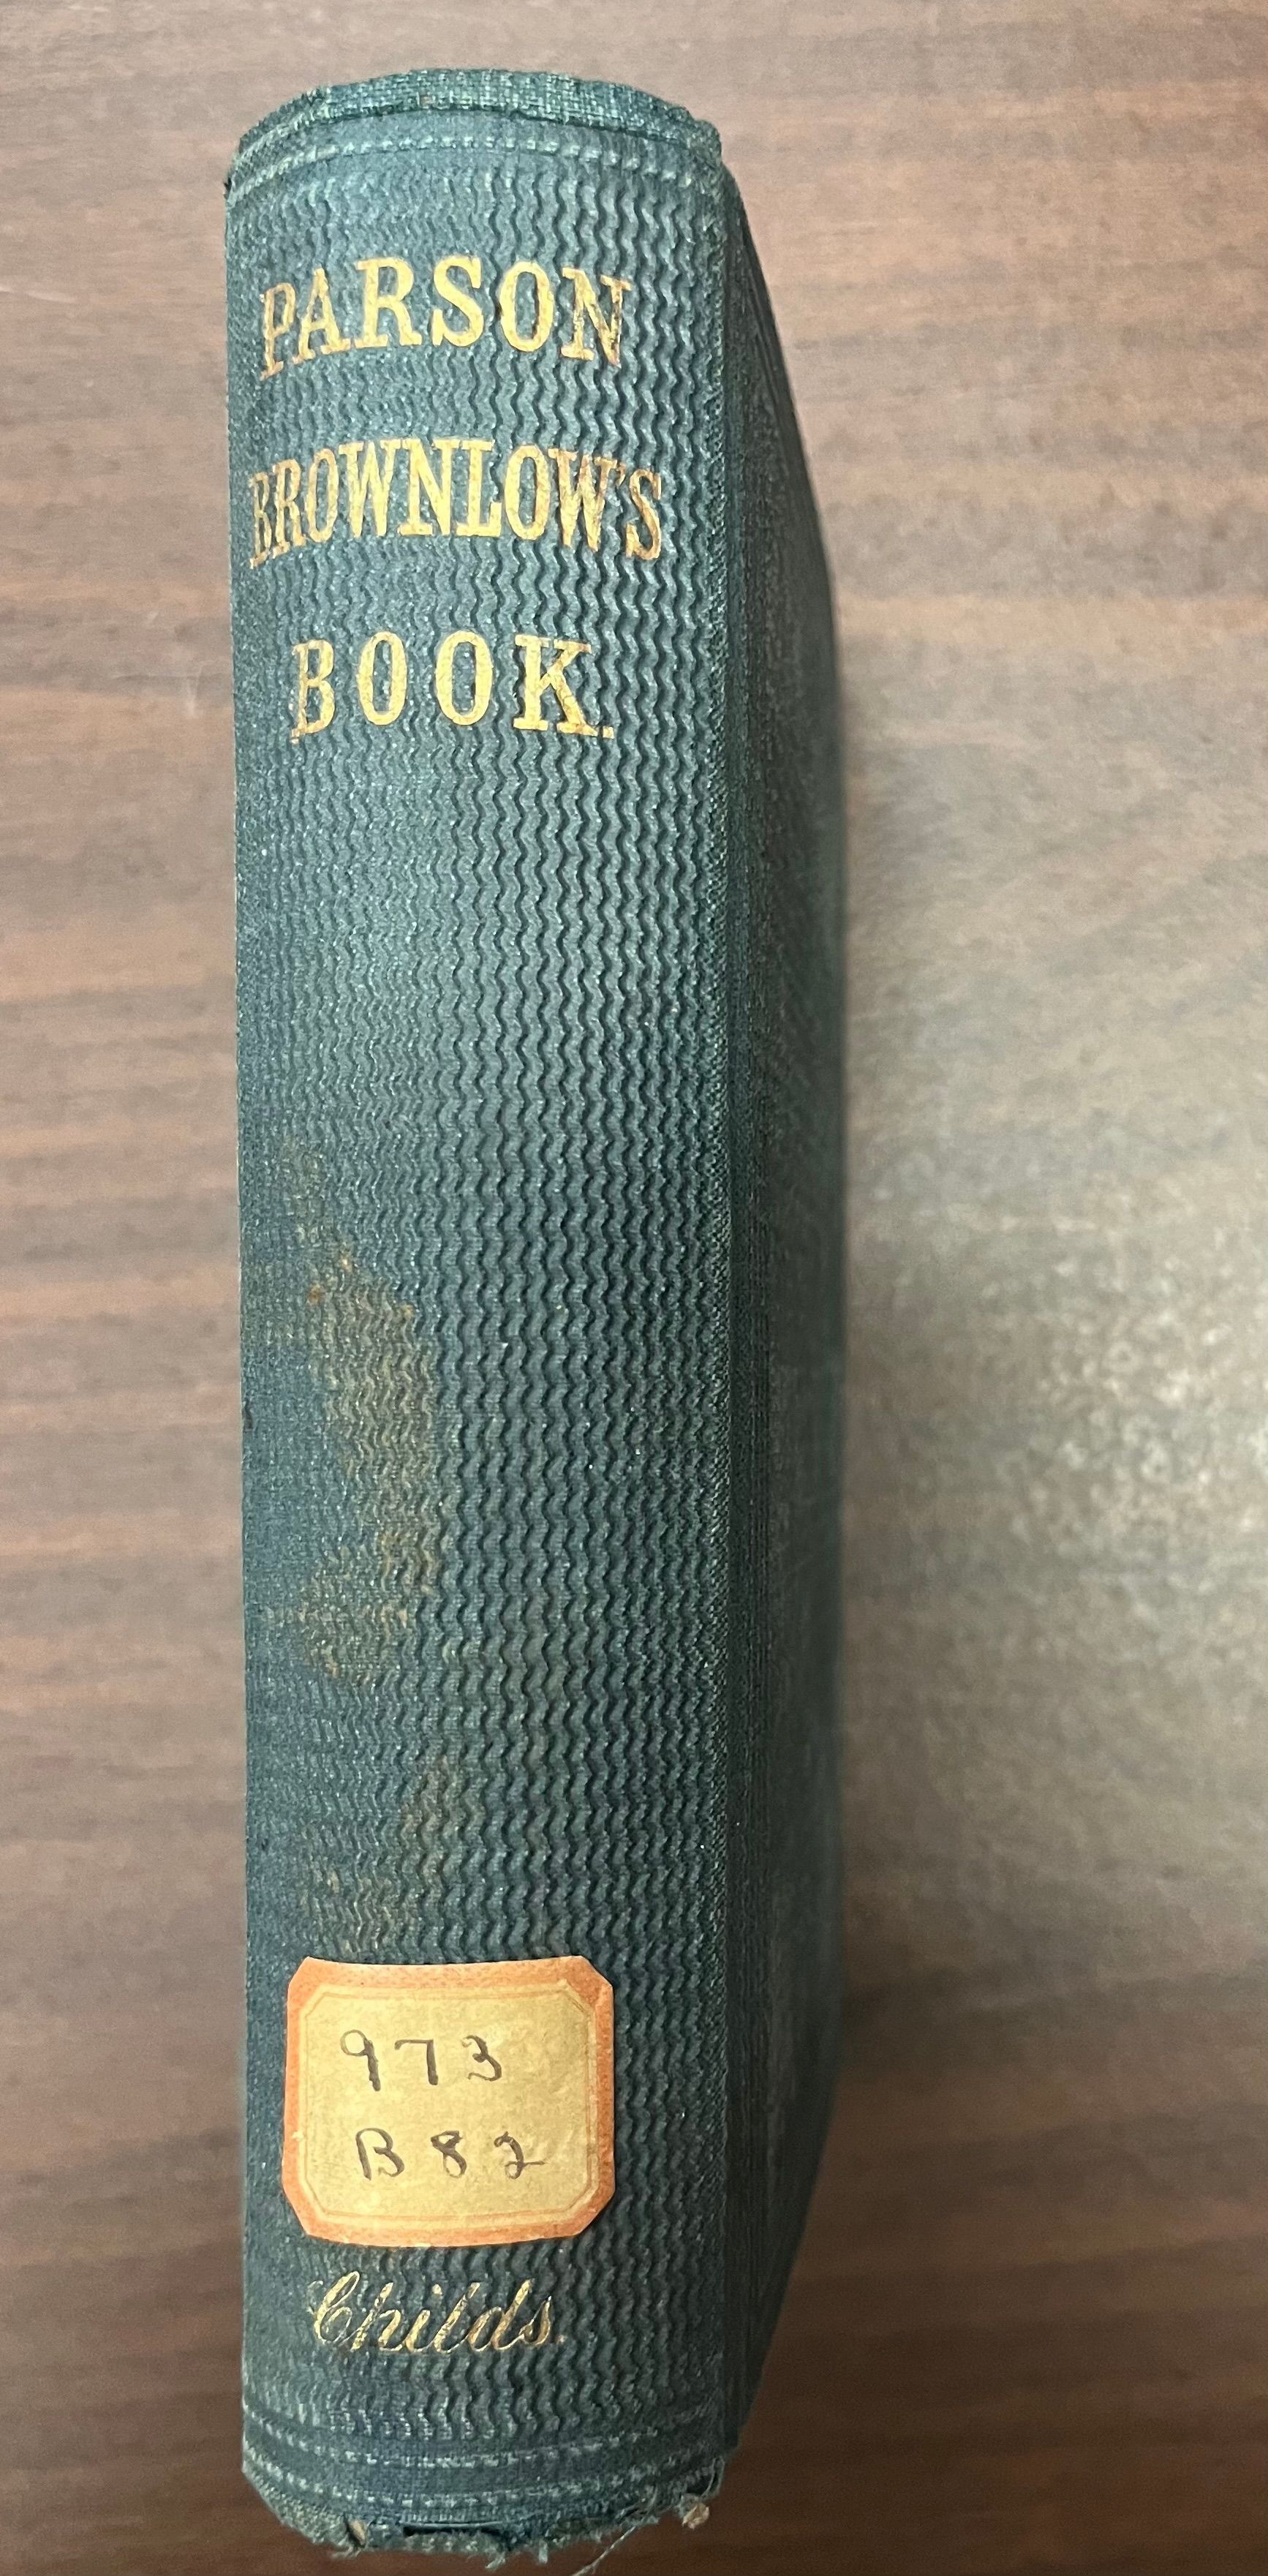 PARSON
BROWNLOW'S
BOOK.
973
B82
Childs.